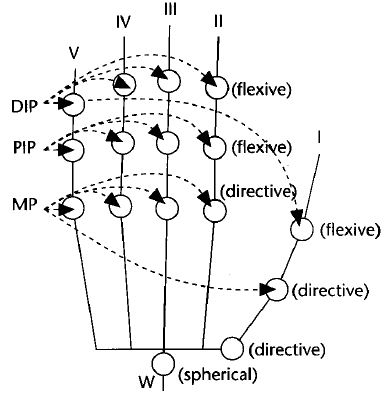 III
IV
II
V
(flexive)
DIP
I
PIP
(flexive)
(directive)
MP
(flexive)
(directive)
(directive)
W
(spherical)